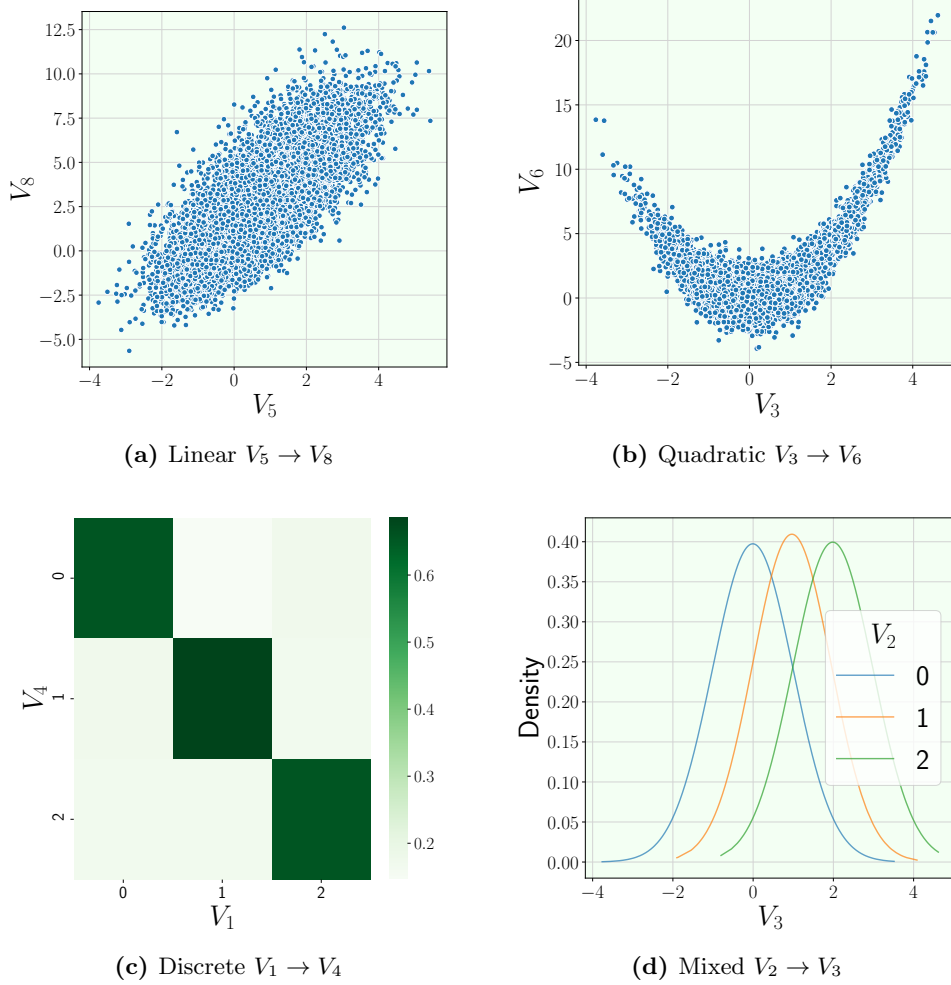 12.5
10.0
7.5
5.0
2.5
0.0
−2.5
−5.0
V8
−4 −2 0 2 4
V5
(a) Linear V5 → V8
20
15
10
5
0
−5
V6
−4 −2 0 2 4
V3
(b) Quadratic V3 → V6
0
1
2
V4
0 1 2
V1
0.6
0.5
0.4
0.3
0.2
(c) Discrete V1 → V4
0.40
0.35
0.30
0.25
0.20
0.15
0.10
0.05
0.00
Density
V2
0
1
2
−4 −2 0 2 4
V3
(d) Mixed V2 → V3